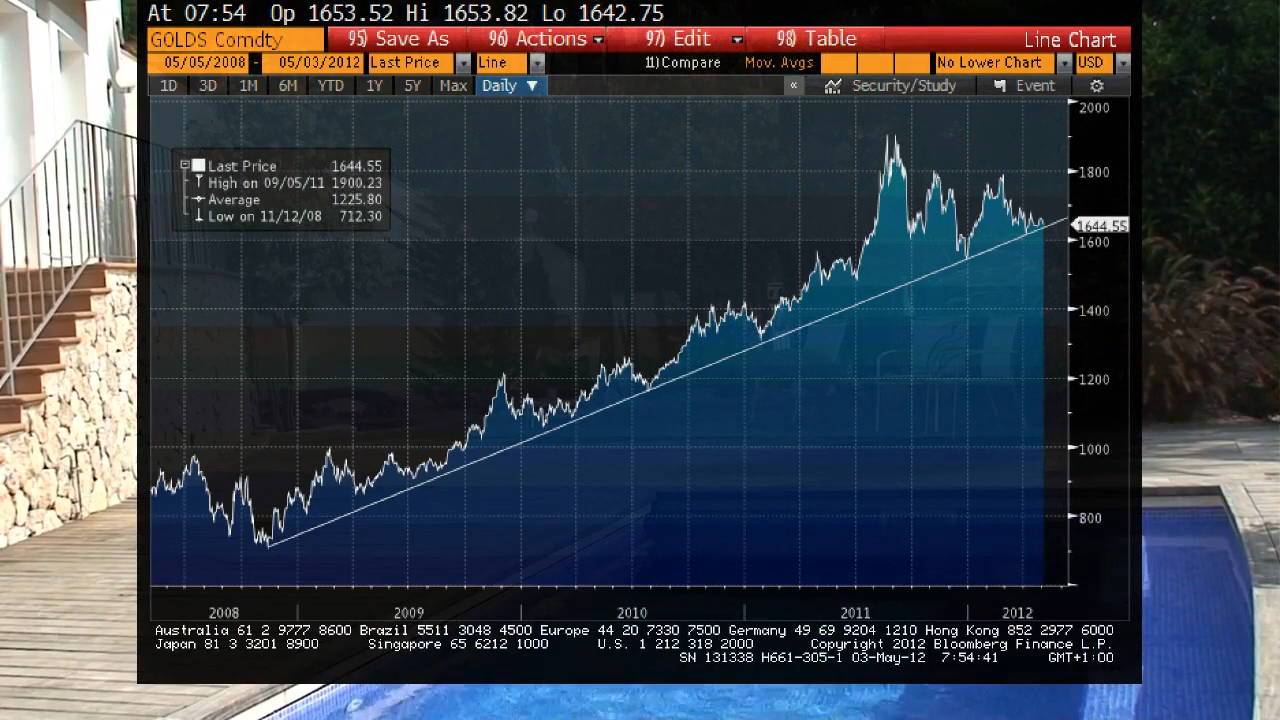 At 07:54 Op 1653.52 Hi 1653.82 Lo 1642.75
GOLDS Comdty 95) Save As 96) Actions 97) Edit 98) Table Line Chart
05/05/2008 - 05/03/2012 Last Price Line 11)Compare Mov. Avgs No Lower Chart USD
1D 3D 1M 6M YTD 1Y 5Y Max Daily ▼ « Security/Study Event
2000
Last Price 1644.55
High on 09/05/11 1900.23
Average 1225.80
Low on 11/12/08 712.30
1800
1644.55
1600
1400
1200
1000
800
2008 2009 2010 2011 2012
Australia 61 2 9777 8600 Brazil 5511 3048 4500 Europe 44 20 7330 7500 Germany 49 69 9204 1210 Hong Kong 852 2977 6000
Japan 81 3 3201 8900 Singapore 65 6212 1000 U.S. 1 212 318 2000 Copyright 2012 Bloomberg Finance L.P.
SN 131338 H661-305-1 03-May-12 7:54:41 GMT+1:00